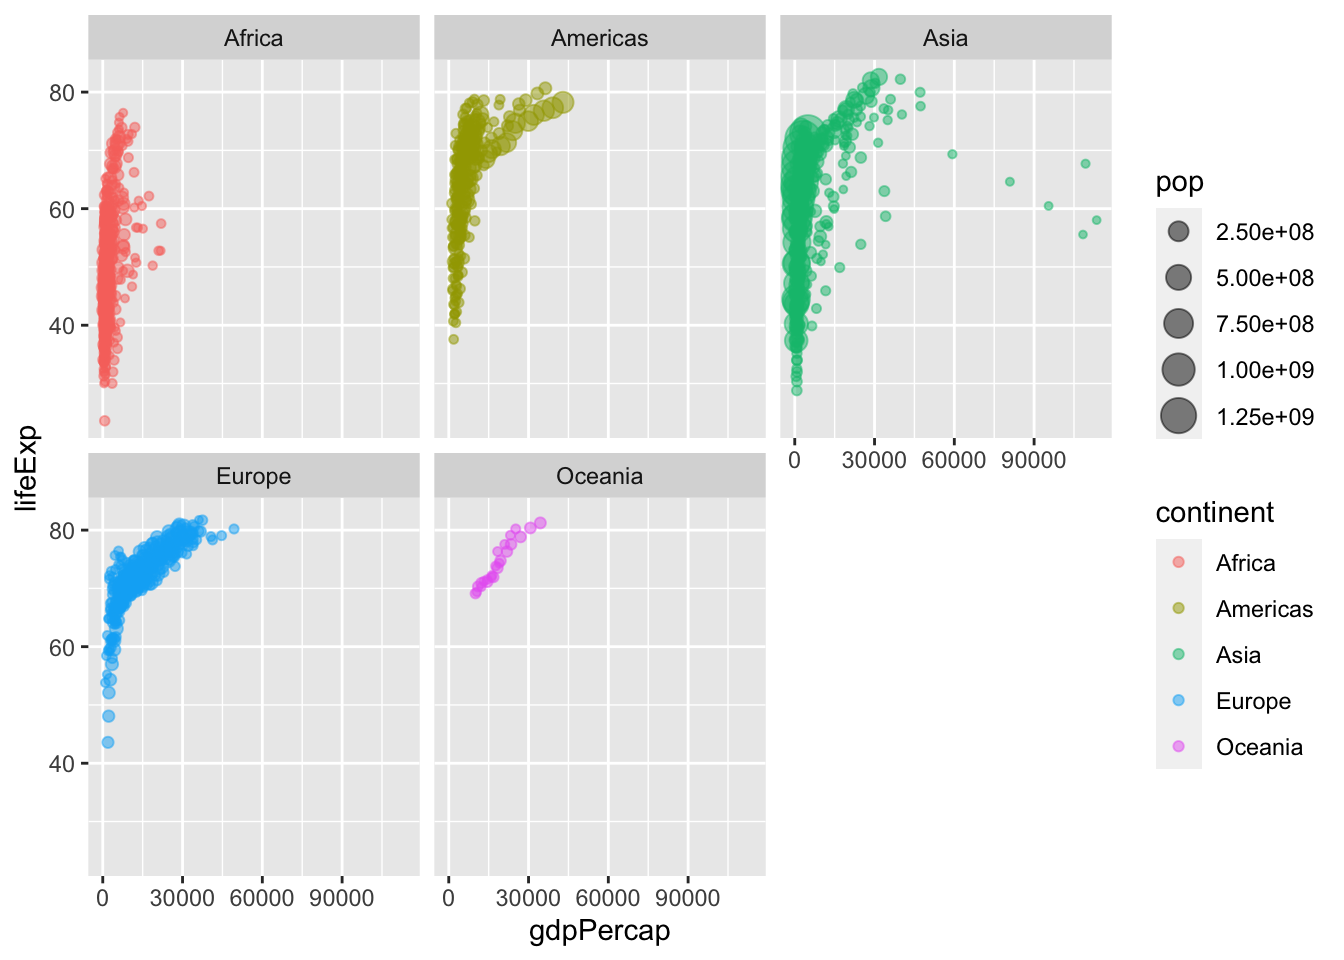 Africa
Americas
Asia
80
60
40
0
30000
60000
90000
lifeExp
Europe
Oceania
80
60
40
0
30000
60000
90000
0
30000
60000
90000
gdpPercap
pop
2.50e+08
5.00e+08
7.50e+08
1.00e+09
1.25e+09
continent
Africa
Americas
Asia
Europe
Oceania